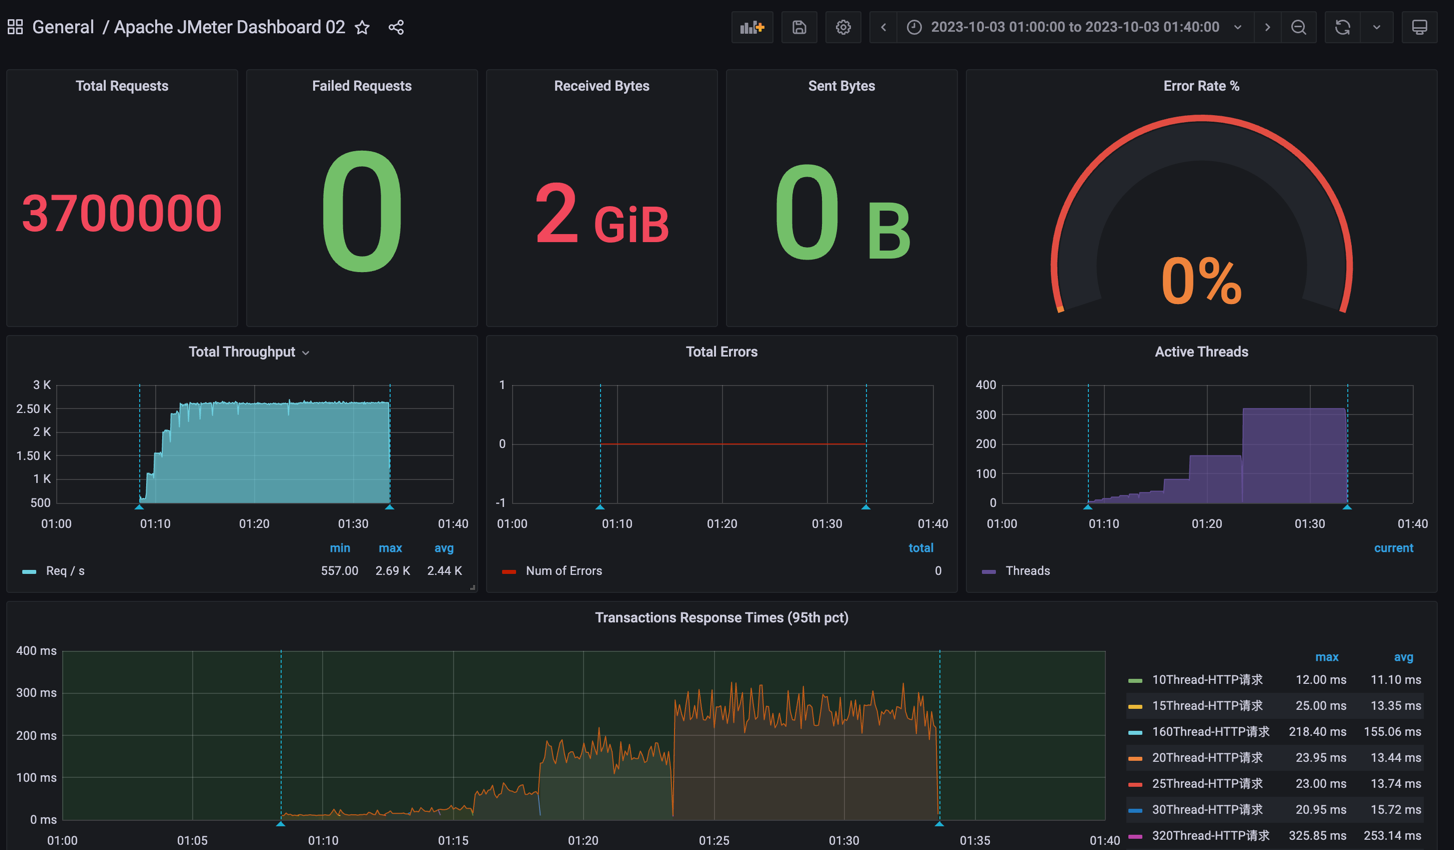 General / Apache JMeter Dashboard 02
2023-10-03 01:00:00 to 2023-10-03 01:40:00
Total Requests
3700000
Failed Requests
0
Received Bytes
2 GiB
Sent Bytes
0 B
Error Rate %
0%
Total Throughput
3 K
2.50 K
2 K
1.50 K
1 K
500
01:00 01:10 01:20 01:30 01:40
min max avg
Req / s 557.00 2.69 K 2.44 K
Total Errors
1
0
-1
01:00 01:10 01:20 01:30 01:40
total
Num of Errors 0
Active Threads
400
300
200
100
0
01:00 01:10 01:20 01:30 01:40
current
Threads
Transactions Response Times (95th pct)
400 ms
300 ms
200 ms
100 ms
0 ms
01:00 01:05 01:10 01:15 01:20 01:25 01:30 01:35 01:40
max avg
10Thread-HTTP请求 12.00 ms 11.10 ms
15Thread-HTTP请求 25.00 ms 13.35 ms
160Thread-HTTP请求 218.40 ms 155.06 ms
20Thread-HTTP请求 23.95 ms 13.44 ms
25Thread-HTTP请求 23.00 ms 13.74 ms
30Thread-HTTP请求 20.95 ms 15.72 ms
320Thread-HTTP请求 325.85 ms 253.14 ms